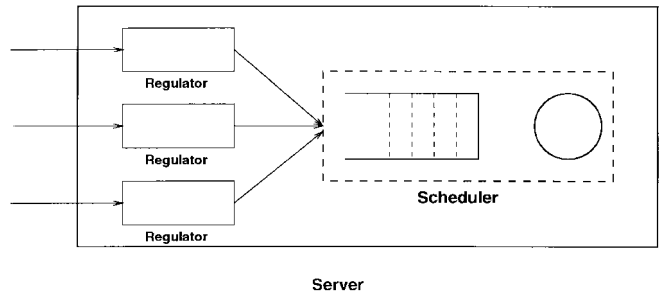 Regulator
Regulator
Scheduler
Regulator
Server